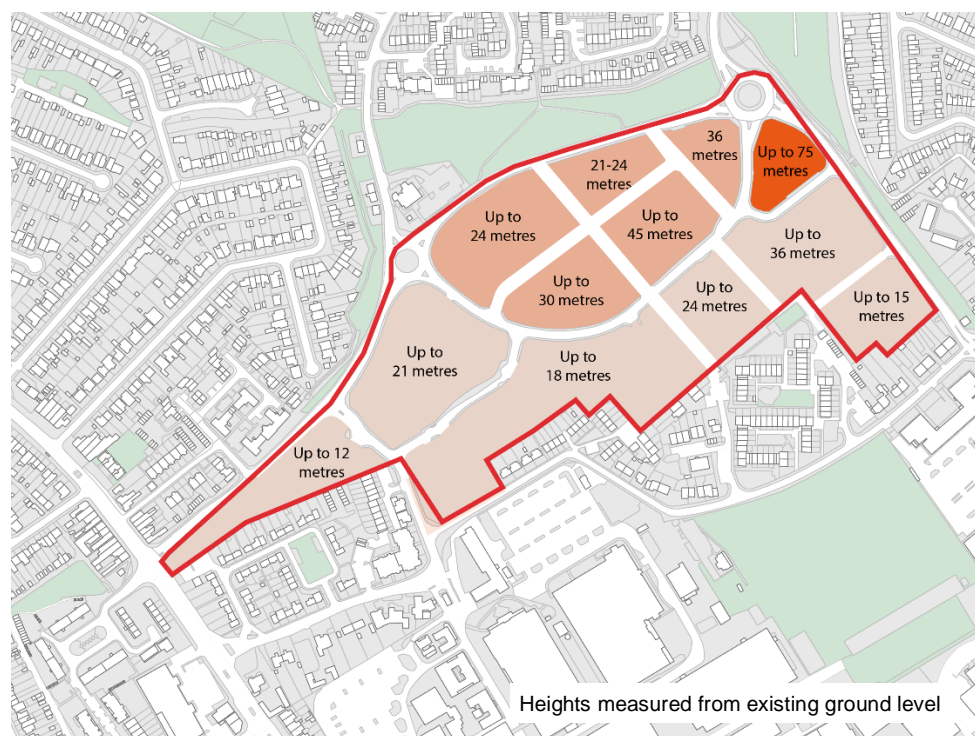 36
metres
Up to 75
metres
21-24
metres
Up to
24 metres
Up to
45 metres
Up to
36 metres
Up to
30 metres
Up to
24 metres
Up to 15
metres
Up to
21 metres
Up to
18 metres
Up to 12
metres
Heights measured from existing ground level